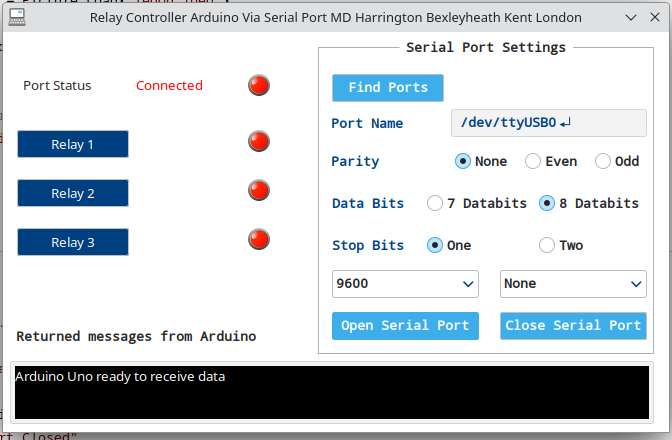 Relay Controller Arduino Via Serial Port MD Harrington Bexleyheath Kent London
Port Status Connected
Relay 1
Relay 2
Relay 3
Serial Port Settings
Find Ports
Port Name /dev/ttyUSB0↲
Parity None Even Odd
Data Bits 7 Databits 8 Databits
Stop Bits One Two
9600 None
Open Serial Port Close Serial Port
Returned messages from Arduino
Arduino Uno ready to receive data